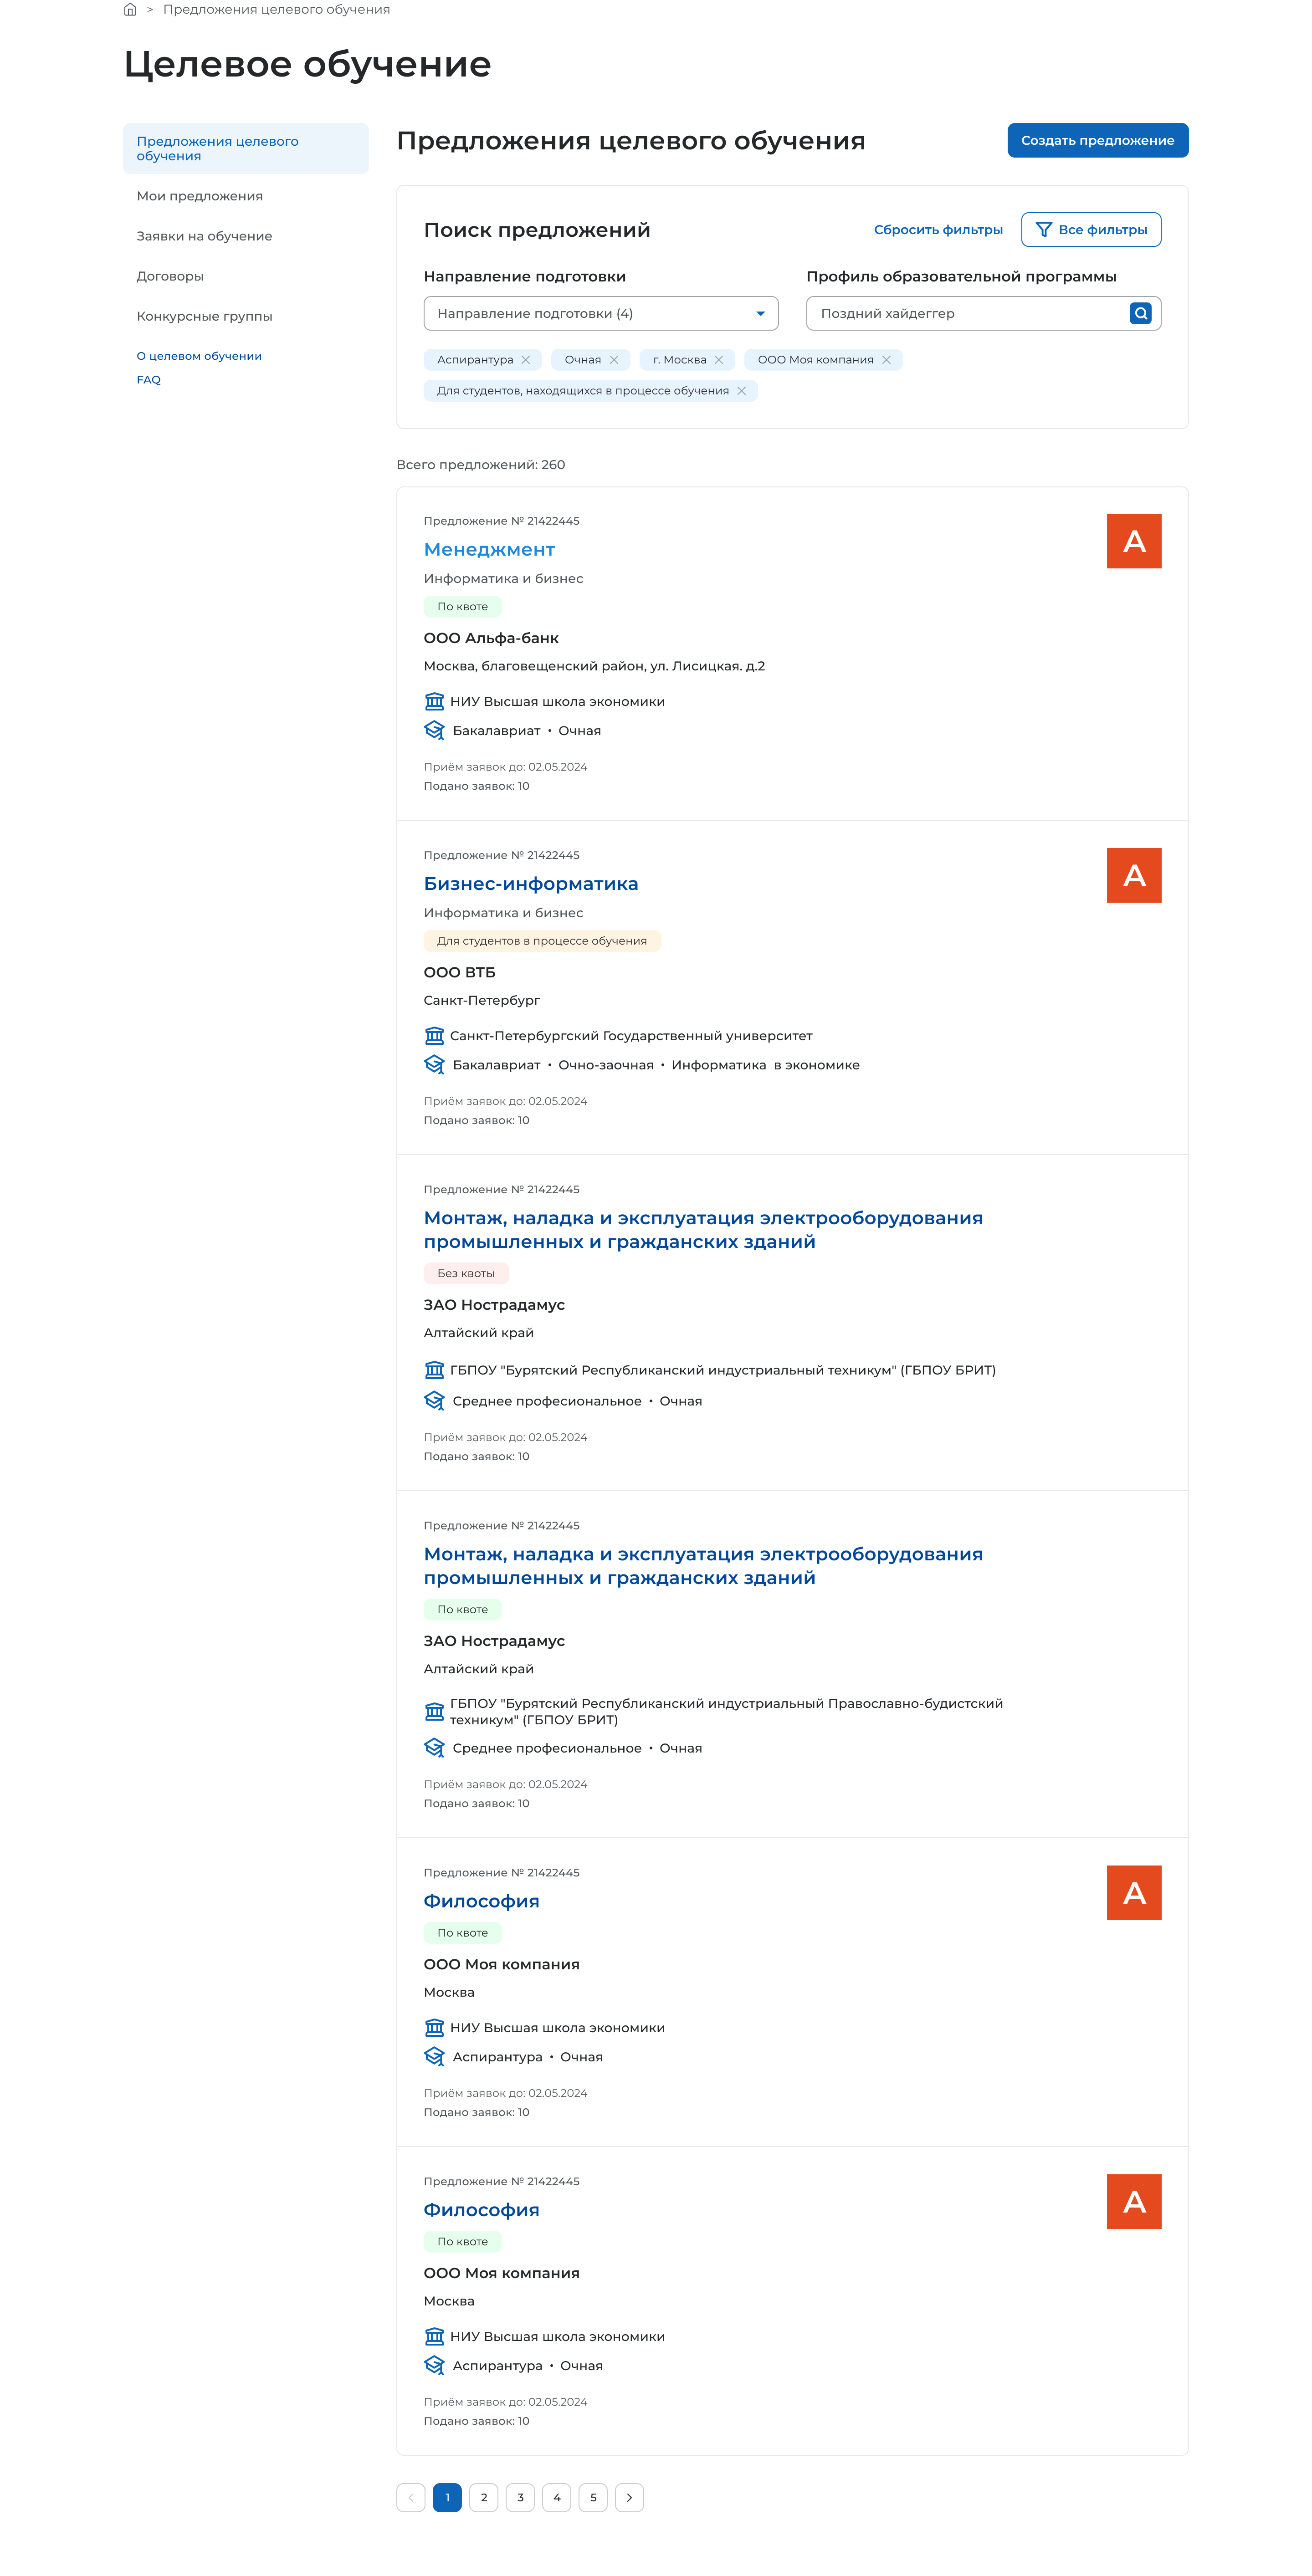 > Предложения целевого обучения
Целевое обучение
Предложения целевого
обучения
Мои предложения
Заявки на обучение
Договоры
Конкурсные группы
О целевом обучении
FAQ
Предложения целевого обучения
Создать предложение
Поиск предложений
Сбросить фильтры
Все фильтры
Направление подготовки
Профиль образовательной программы
Направление подготовки (4)
Поздний хайдеггер
Аспирантура
Очная
г. Москва
ООО Моя компания
Для студентов, находящихся в процессе обучения
Всего предложений: 260
Предложение № 21422445
А
Менеджмент
Информатика и бизнес
По квоте
ООО Альфа-банк
Москва, благовещенский район, ул. Лисицкая. д.2
НИУ Высшая школа экономики
Бакалавриат • Очная
Приём заявок до: 02.05.2024
Подано заявок: 10
Предложение № 21422445
А
Бизнес-информатика
Информатика и бизнес
Для студентов в процессе обучения
ООО ВТБ
Санкт-Петербург
Санкт-Петербургский Государственный университет
Бакалавриат • Очно-заочная • Информатика в экономике
Приём заявок до: 02.05.2024
Подано заявок: 10
Предложение № 21422445
Монтаж, наладка и эксплуатация электрооборудования
промышленных и гражданских зданий
Без квоты
ЗАО Нострадамус
Алтайский край
ГБПОУ "Бурятский Республиканский индустриальный техникум" (ГБПОУ БРИТ)
Среднее професиональное • Очная
Приём заявок до: 02.05.2024
Подано заявок: 10
Предложение № 21422445
Монтаж, наладка и эксплуатация электрооборудования
промышленных и гражданских зданий
По квоте
ЗАО Нострадамус
Алтайский край
ГБПОУ "Бурятский Республиканский индустриальный Православно-будистский
техникум" (ГБПОУ БРИТ)
Среднее професиональное • Очная
Приём заявок до: 02.05.2024
Подано заявок: 10
Предложение № 21422445
А
Философия
По квоте
ООО Моя компания
Москва
НИУ Высшая школа экономики
Аспирантура • Очная
Приём заявок до: 02.05.2024
Подано заявок: 10
Предложение № 21422445
А
Философия
По квоте
ООО Моя компания
Москва
НИУ Высшая школа экономики
Аспирантура • Очная
Приём заявок до: 02.05.2024
Подано заявок: 10
1 2 3 4 5